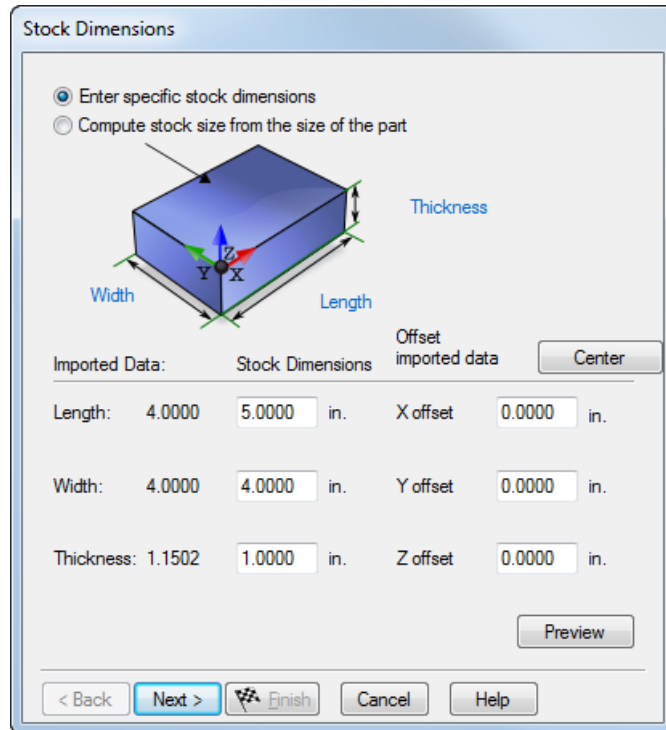 Stock Dimensions
Enter specific stock dimensions
Compute stock size from the size of the part
Thickness
Z
Y X
Width
Length
Imported Data: Stock Dimensions Offset imported data Center
Length: 4.0000 5.0000 in. X offset 0.0000 in.
Width: 4.0000 4.0000 in. Y offset 0.0000 in.
Thickness: 1.1502 1.0000 in. Z offset 0.0000 in.
Preview
< Back Next > Finish Cancel Help